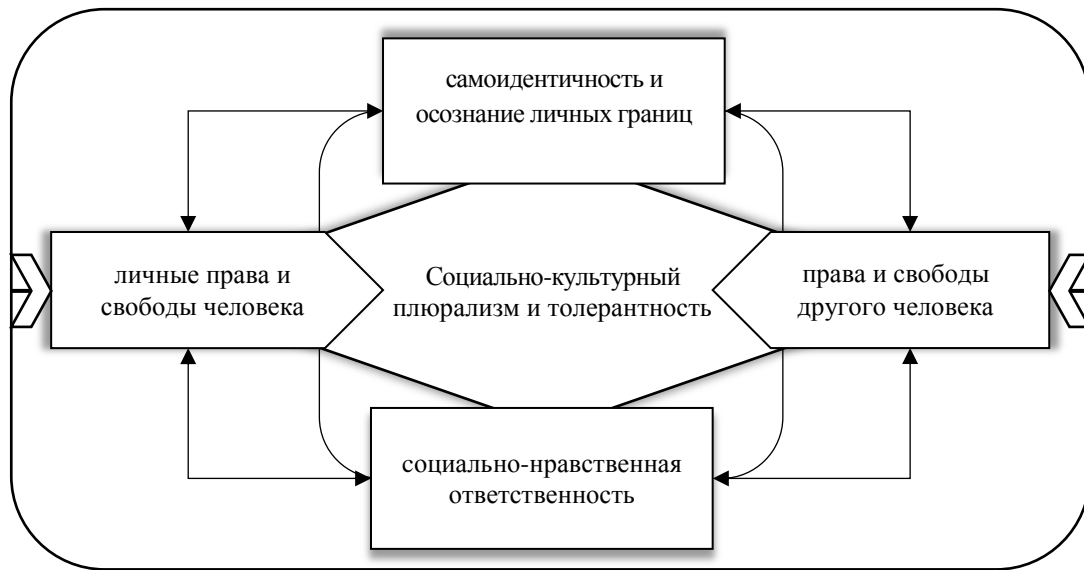 самоидентичность и
осознание личных границ
личные права и
свободы человека
Социально-культурный
плюрализм и толерантность
права и свободы
другого человека
социально-нравственная
ответственность